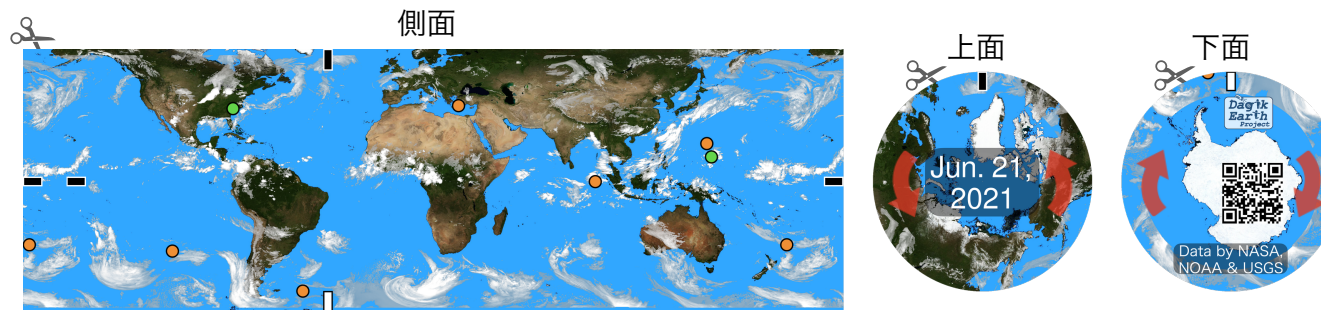 側面
上面
下面
Jun. 21,
2021
Dagik
Earth
Project
Data by NASA,
NOAA & USGS